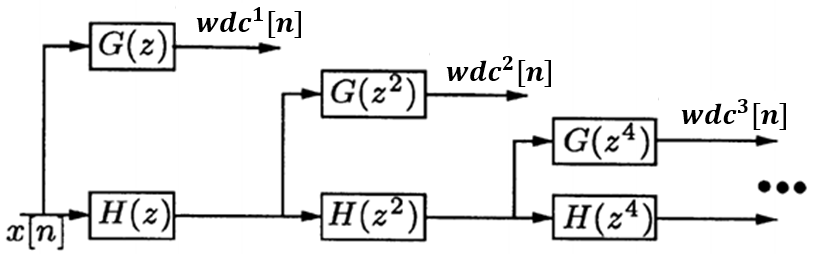 G(z) wdc¹[n]
G(z²) wdc²[n]
G(z⁴) wdc³[n]
x[n] H(z) H(z²) H(z⁴) •••